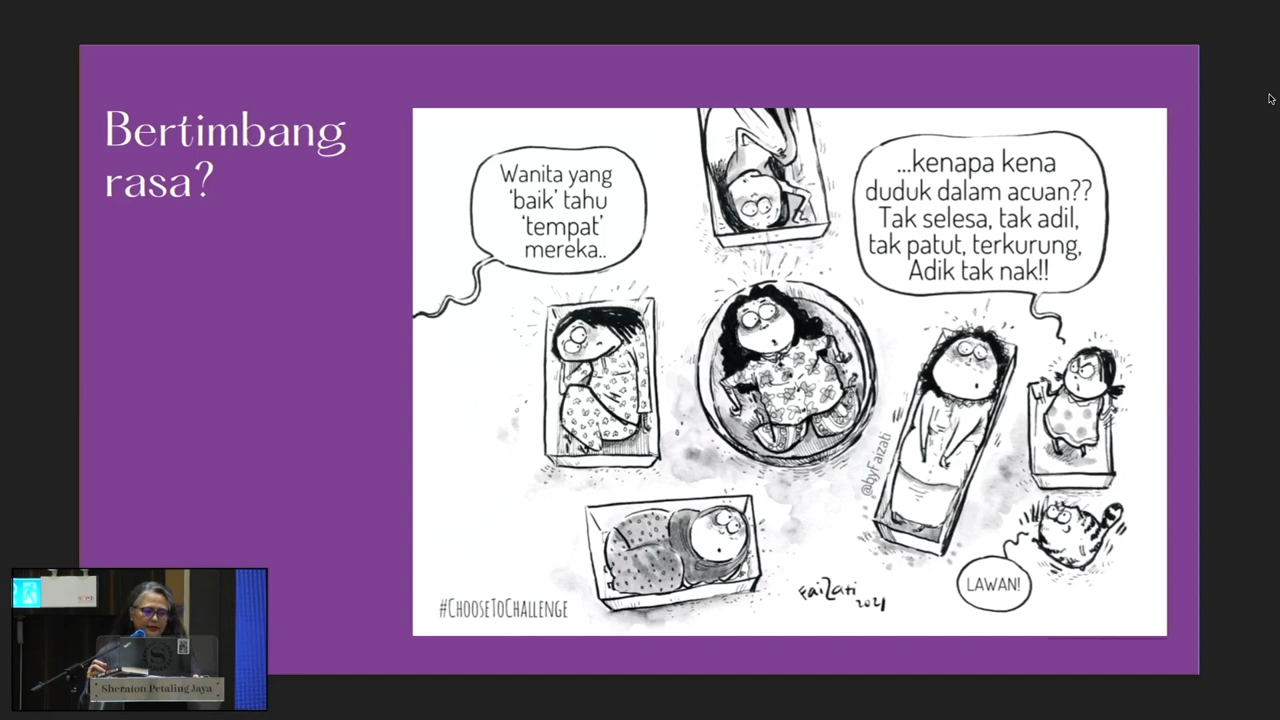 Bertimbang
rasa?
Wanita yang
'baik' tahu
'tempat'
mereka..
...kenapa kena
duduk dalam acuan??
Tak selesa, tak adil,
tak patut, terkurung,
Adik tak nak!!
@byFaizati
LAWAN!
#CHOOSETOCHALLENGE
FaiZati
2021
Sheraton Petaling Jaya